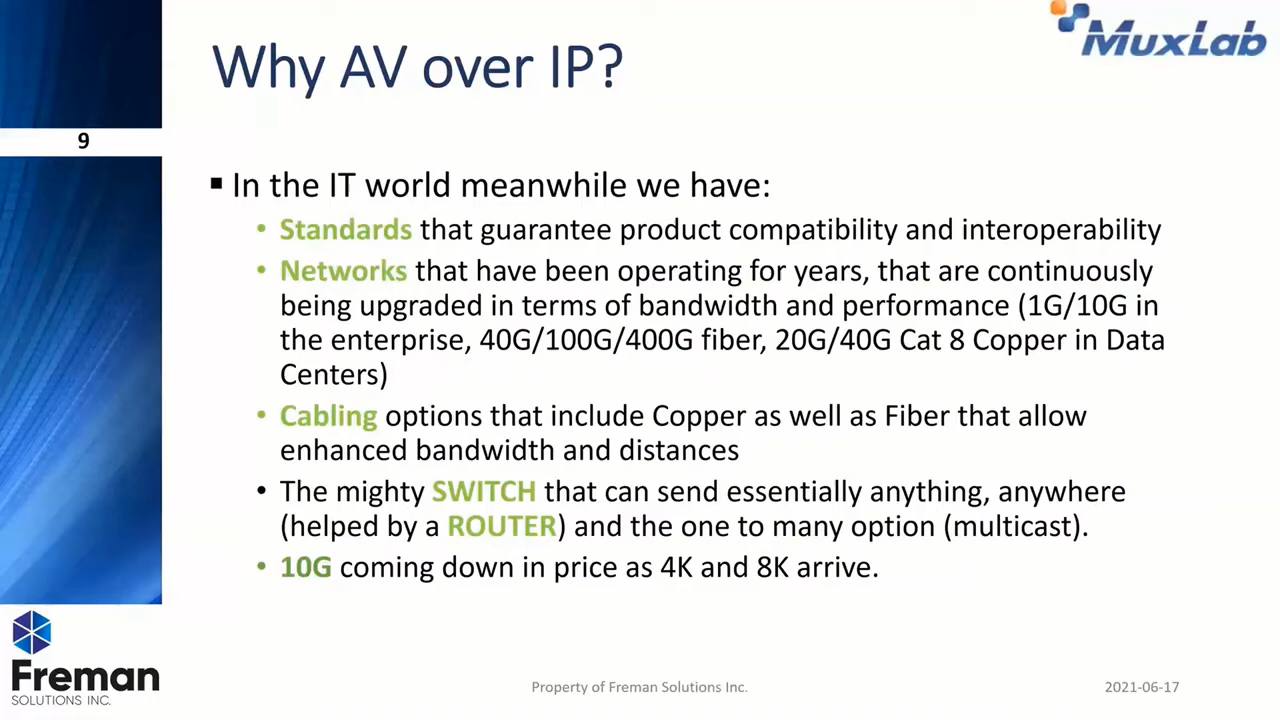 MUXLAB
Why AV over IP?
9
▪ In the IT world meanwhile we have:
• Standards that guarantee product compatibility and interoperability
• Networks that have been operating for years, that are continuously
being upgraded in terms of bandwidth and performance (1G/10G in
the enterprise, 40G/100G/400G fiber, 20G/40G Cat 8 Copper in Data
Centers)
• Cabling options that include Copper as well as Fiber that allow
enhanced bandwidth and distances
• The mighty SWITCH that can send essentially anything, anywhere
(helped by a ROUTER) and the one to many option (multicast).
• 10G coming down in price as 4K and 8K arrive.
Freman
SOLUTIONS INC.
Property of Freman Solutions Inc.
2021-06-17